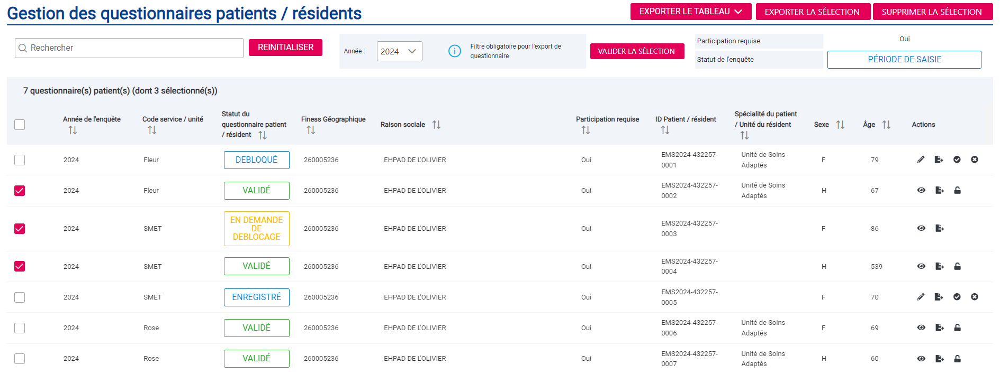 Gestion des questionnaires patients / résidents
EXPORTER LE TABLEAU
EXPORTER LA SÉLECTION
SUPPRIMER LA SÉLECTION
Rechercher
REINITIALISER
Année :
2024
Filtre obligatoire pour l'export de
questionnaire
VALIDER LA SÉLECTION
Participation requise
Oui
Statut de l'enquête
PÉRIODE DE SAISIE
7 questionnaire(s) patient(s) (dont 3 sélectionné(s))
Année de l'enquête
Code service / unité
Statut du
questionnaire patient
/ résident
Finess Géographique
Raison sociale
Participation requise
ID Patient / résident
Spécialité du patient
/ Unité du résident
Sexe
Âge
Actions
2024
Fleur
DEBLOQUÉ
260005236
EHPAD DE L'OLIVIER
Oui
EMS2024-432257-
0001
Unité de Soins
Adaptés
F
79
2024
Fleur
VALIDÉ
260005236
EHPAD DE L'OLIVIER
Oui
EMS2024-432257-
0002
Unité de Soins
Adaptés
H
67
2024
SMET
EN DEMANDE
DE
DEBLOCAGE
260005236
EHPAD DE L'OLIVIER
Oui
EMS2024-432257-
0003
F
86
2024
SMET
VALIDÉ
260005236
EHPAD DE L'OLIVIER
Oui
EMS2024-432257-
0004
H
539
2024
SMET
ENREGISTRÉ
260005236
EHPAD DE L'OLIVIER
Oui
EMS2024-432257-
0005
F
70
2024
Rose
VALIDÉ
260005236
EHPAD DE L'OLIVIER
Oui
EMS2024-432257-
0006
Unité de Soins
Adaptés
F
69
2024
Rose
VALIDÉ
260005236
EHPAD DE L'OLIVIER
Oui
EMS2024-432257-
0007
Unité de Soins
Adaptés
H
60